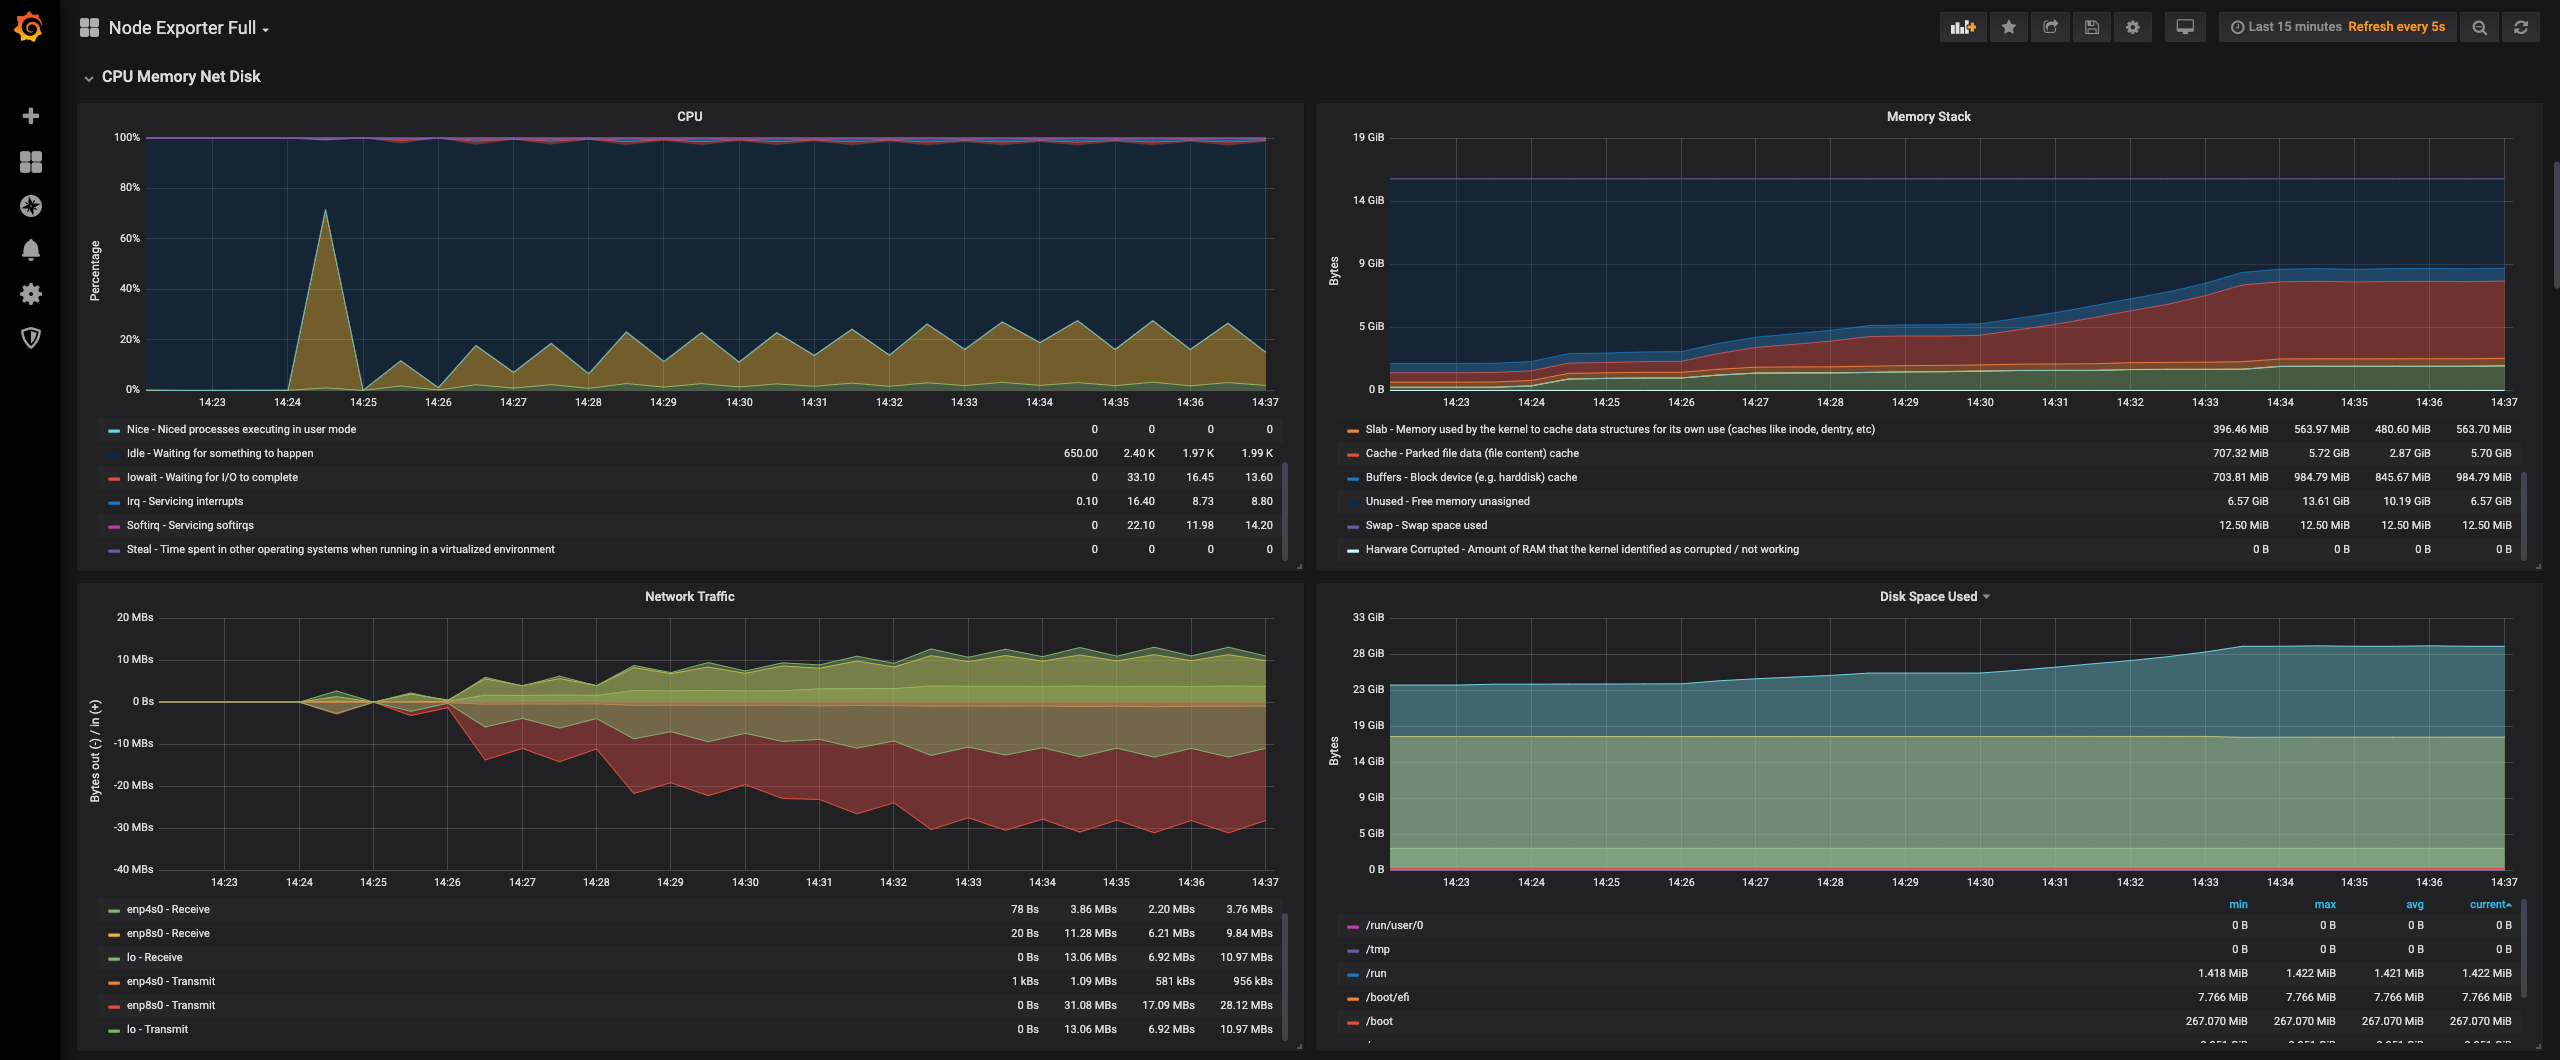 Node Exporter Full
Last 15 minutes Refresh every 5s
CPU Memory Net Disk
CPU
Percentage
100%
80%
60%
40%
20%
0%
14:23 14:24 14:25 14:26 14:27 14:28 14:29 14:30 14:31 14:32 14:33 14:34 14:35 14:36 14:37
Nice - Niced processes executing in user mode 0 0 0 0
Idle - Waiting for something to happen 650.00 2.40 K 1.97 K 1.99 K
Iowait - Waiting for I/O to complete 0 33.10 16.45 13.60
Irq - Servicing interrupts 0.10 16.40 8.73 8.80
Softirq - Servicing softirqs 0 22.10 11.98 14.20
Steal - Time spent in other operating systems when running in a virtualized environment 0 0 0 0
Memory Stack
Bytes
19 GiB
14 GiB
9 GiB
5 GiB
0 B
14:23 14:24 14:25 14:26 14:27 14:28 14:29 14:30 14:31 14:32 14:33 14:34 14:35 14:36 14:37
Slab - Memory used by the kernel to cache data structures for its own use (caches like inode, dentry, etc) 396.46 MiB 563.97 MiB 480.60 MiB 563.70 MiB
Cache - Parked file data (file content) cache 707.32 MiB 5.72 GiB 2.87 GiB 5.70 GiB
Buffers - Block device (e.g. harddisk) cache 703.81 MiB 984.79 MiB 845.67 MiB 984.79 MiB
Unused - Free memory unasigned 6.57 GiB 13.61 GiB 10.19 GiB 6.57 GiB
Swap - Swap space used 12.50 MiB 12.50 MiB 12.50 MiB 12.50 MiB
Harware Corrupted - Amount of RAM that the kernel identified as corrupted / not working 0 B 0 B 0 B 0 B
Network Traffic
Bytes out (-) / in (+)
20 MBs
10 MBs
0 Bs
-10 MBs
-20 MBs
-30 MBs
-40 MBs
14:23 14:24 14:25 14:26 14:27 14:28 14:29 14:30 14:31 14:32 14:33 14:34 14:35 14:36 14:37
enp4s0 - Receive 78 Bs 3.86 MBs 2.20 MBs 3.76 MBs
enp8s0 - Receive 20 Bs 11.28 MBs 6.21 MBs 9.84 MBs
lo - Receive 0 Bs 13.06 MBs 6.92 MBs 10.97 MBs
enp4s0 - Transmit 1 kBs 1.09 MBs 581 kBs 956 kBs
enp8s0 - Transmit 0 Bs 31.08 MBs 17.09 MBs 28.12 MBs
lo - Transmit 0 Bs 13.06 MBs 6.92 MBs 10.97 MBs
Disk Space Used
Bytes
33 GiB
28 GiB
23 GiB
19 GiB
14 GiB
9 GiB
5 GiB
0 B
14:23 14:24 14:25 14:26 14:27 14:28 14:29 14:30 14:31 14:32 14:33 14:34 14:35 14:36 14:37
min max avg current
/run/user/0 0 B 0 B 0 B 0 B
/tmp 0 B 0 B 0 B 0 B
/run 1.418 MiB 1.422 MiB 1.421 MiB 1.422 MiB
/boot/efi 7.766 MiB 7.766 MiB 7.766 MiB 7.766 MiB
/boot 267.070 MiB 267.070 MiB 267.070 MiB 267.070 MiB